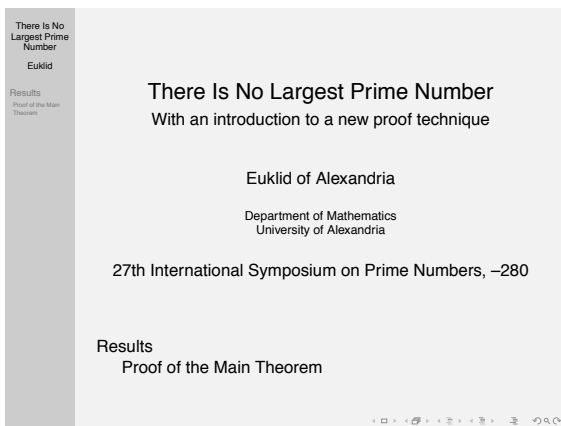 There Is No
Largest Prime
Number
Euklid
Results
Proof of the Main
Theorem
There Is No Largest Prime Number
With an introduction to a new proof technique
Euklid of Alexandria
Department of Mathematics
University of Alexandria
27th International Symposium on Prime Numbers, –280
Results
Proof of the Main Theorem